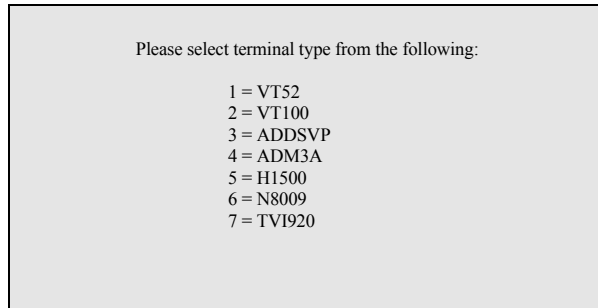 Please select terminal type from the following:
1 = VT52
2 = VT100
3 = ADDSVP
4 = ADM3A
5 = H1500
6 = N8009
7 = TVI920